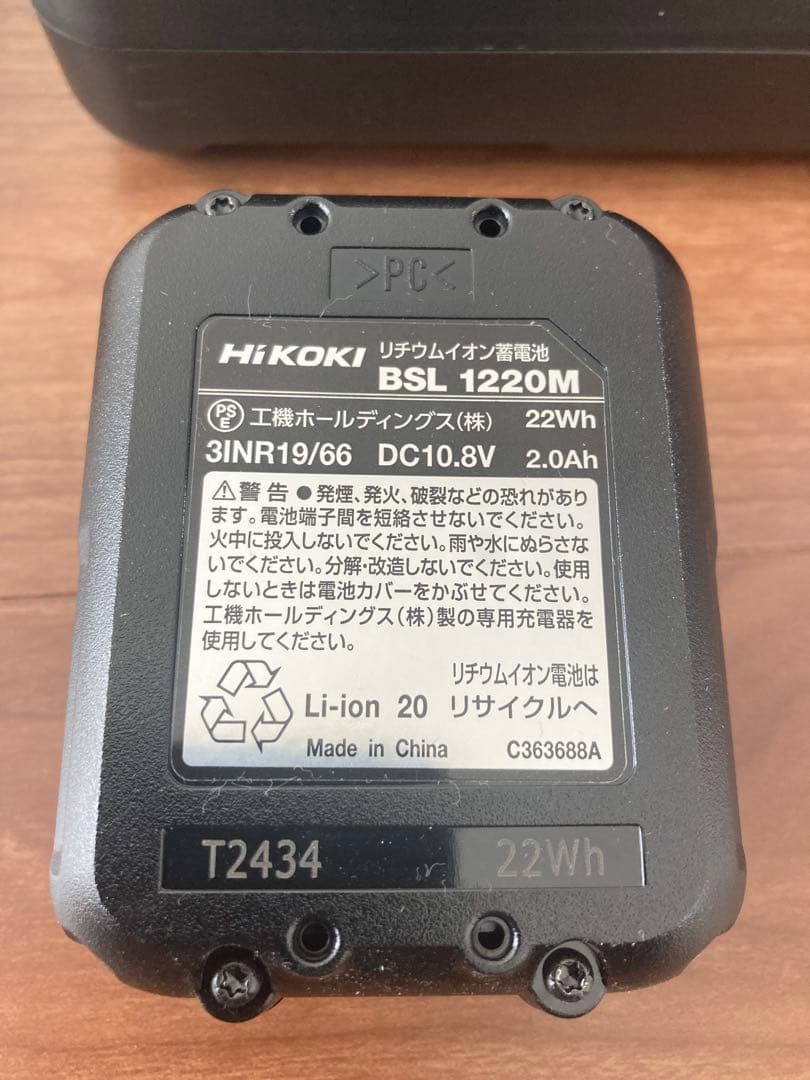 >PC<
HiKOKI リチウムイオン蓄電池
BSL 1220M
PSE 工機ホールディングス(株) 22Wh
3INR19/66 DC10.8V 2.0Ah
⚠警告 ●発煙、発火、破裂などの恐れがあり
ます。電池端子間を短絡させないでください。
火中に投入しないでください。雨や水にぬらさな
いでください。分解・改造しないでください。使用
しないときは電池カバーをかぶせてください。
工機ホールディングス(株)製の専用充電器を
使用してください。
リチウムイオン電池は
Li-ion 20 リサイクルへ
Made in China C363688A
T2434 22Wh